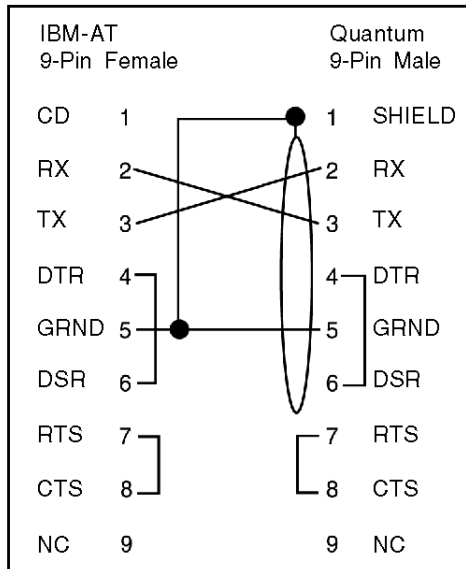 IBM-AT Quantum
9-Pin Female 9-Pin Male
CD 1 1 SHIELD
RX 2 2 RX
TX 3 3 TX
DTR 4 4 DTR
GRND 5 5 GRND
DSR 6 6 DSR
RTS 7 7 RTS
CTS 8 8 CTS
NC 9 9 NC